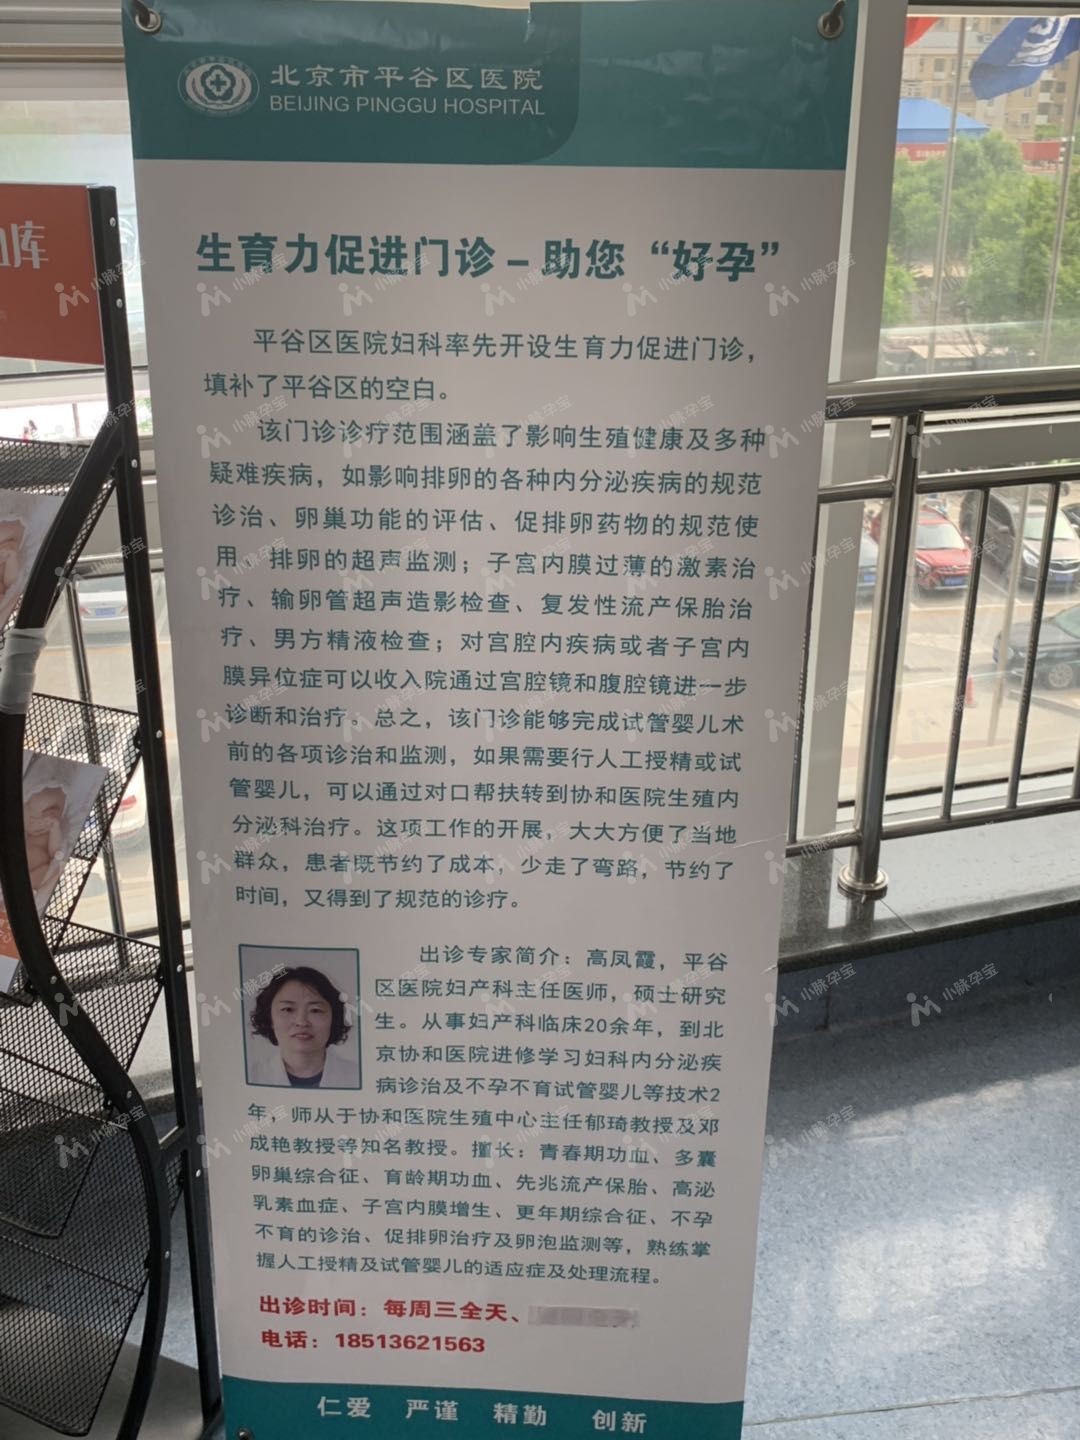 北京市平谷区医院
BEIJING PINGGU HOSPITAL
生育力促进门诊－助您“好孕”
平谷区医院妇科率先开设生育力促进门诊，
填补了平谷区的空白。
该门诊诊疗范围涵盖了影响生殖健康及多种
疑难疾病，如影响排卵的各种内分泌疾病的规范
诊治、卵巢功能的评估、促排卵药物的规范使
用、排卵的超声监测；子宫内膜过薄的激素治
疗、输卵管超声造影检查、复发性流产保胎治
疗、男方精液检查；对宫腔内疾病或者子宫内
膜异位症可以收入院通过宫腔镜和腹腔镜进一步
诊断和治疗。总之，该门诊能够完成试管婴儿术
前的各项诊治和监测，如果需要行人工授精或试
管婴儿，可以通过对口帮扶转到协和医院生殖内
分泌科治疗。这项工作的开展，大大方便了当地
群众，患者既节约了成本，少走了弯路，节约了
时间，又得到了规范的诊疗。
出诊专家简介：高凤霞，平谷
区医院妇产科主任医师，硕士研究
生。从事妇产科临床20余年，到北
京协和医院进修学习妇科内分泌疾
病诊治及不孕不育试管婴儿等技术2
年，师从于协和医院生殖中心主任郁琦教授及邓
成艳教授等知名教授。擅长：青春期功血、多囊
卵巢综合征、育龄期功血、先兆流产保胎、高泌
乳素血症、子宫内膜增生、更年期综合征、不孕
不育的诊治、促排卵治疗及卵泡监测等，熟练掌
握人工授精及试管婴儿的适应症及处理流程。
出诊时间：每周三全天、
电话：18513621563
仁爱 严谨 精勤 创新
库
小脉孕宝